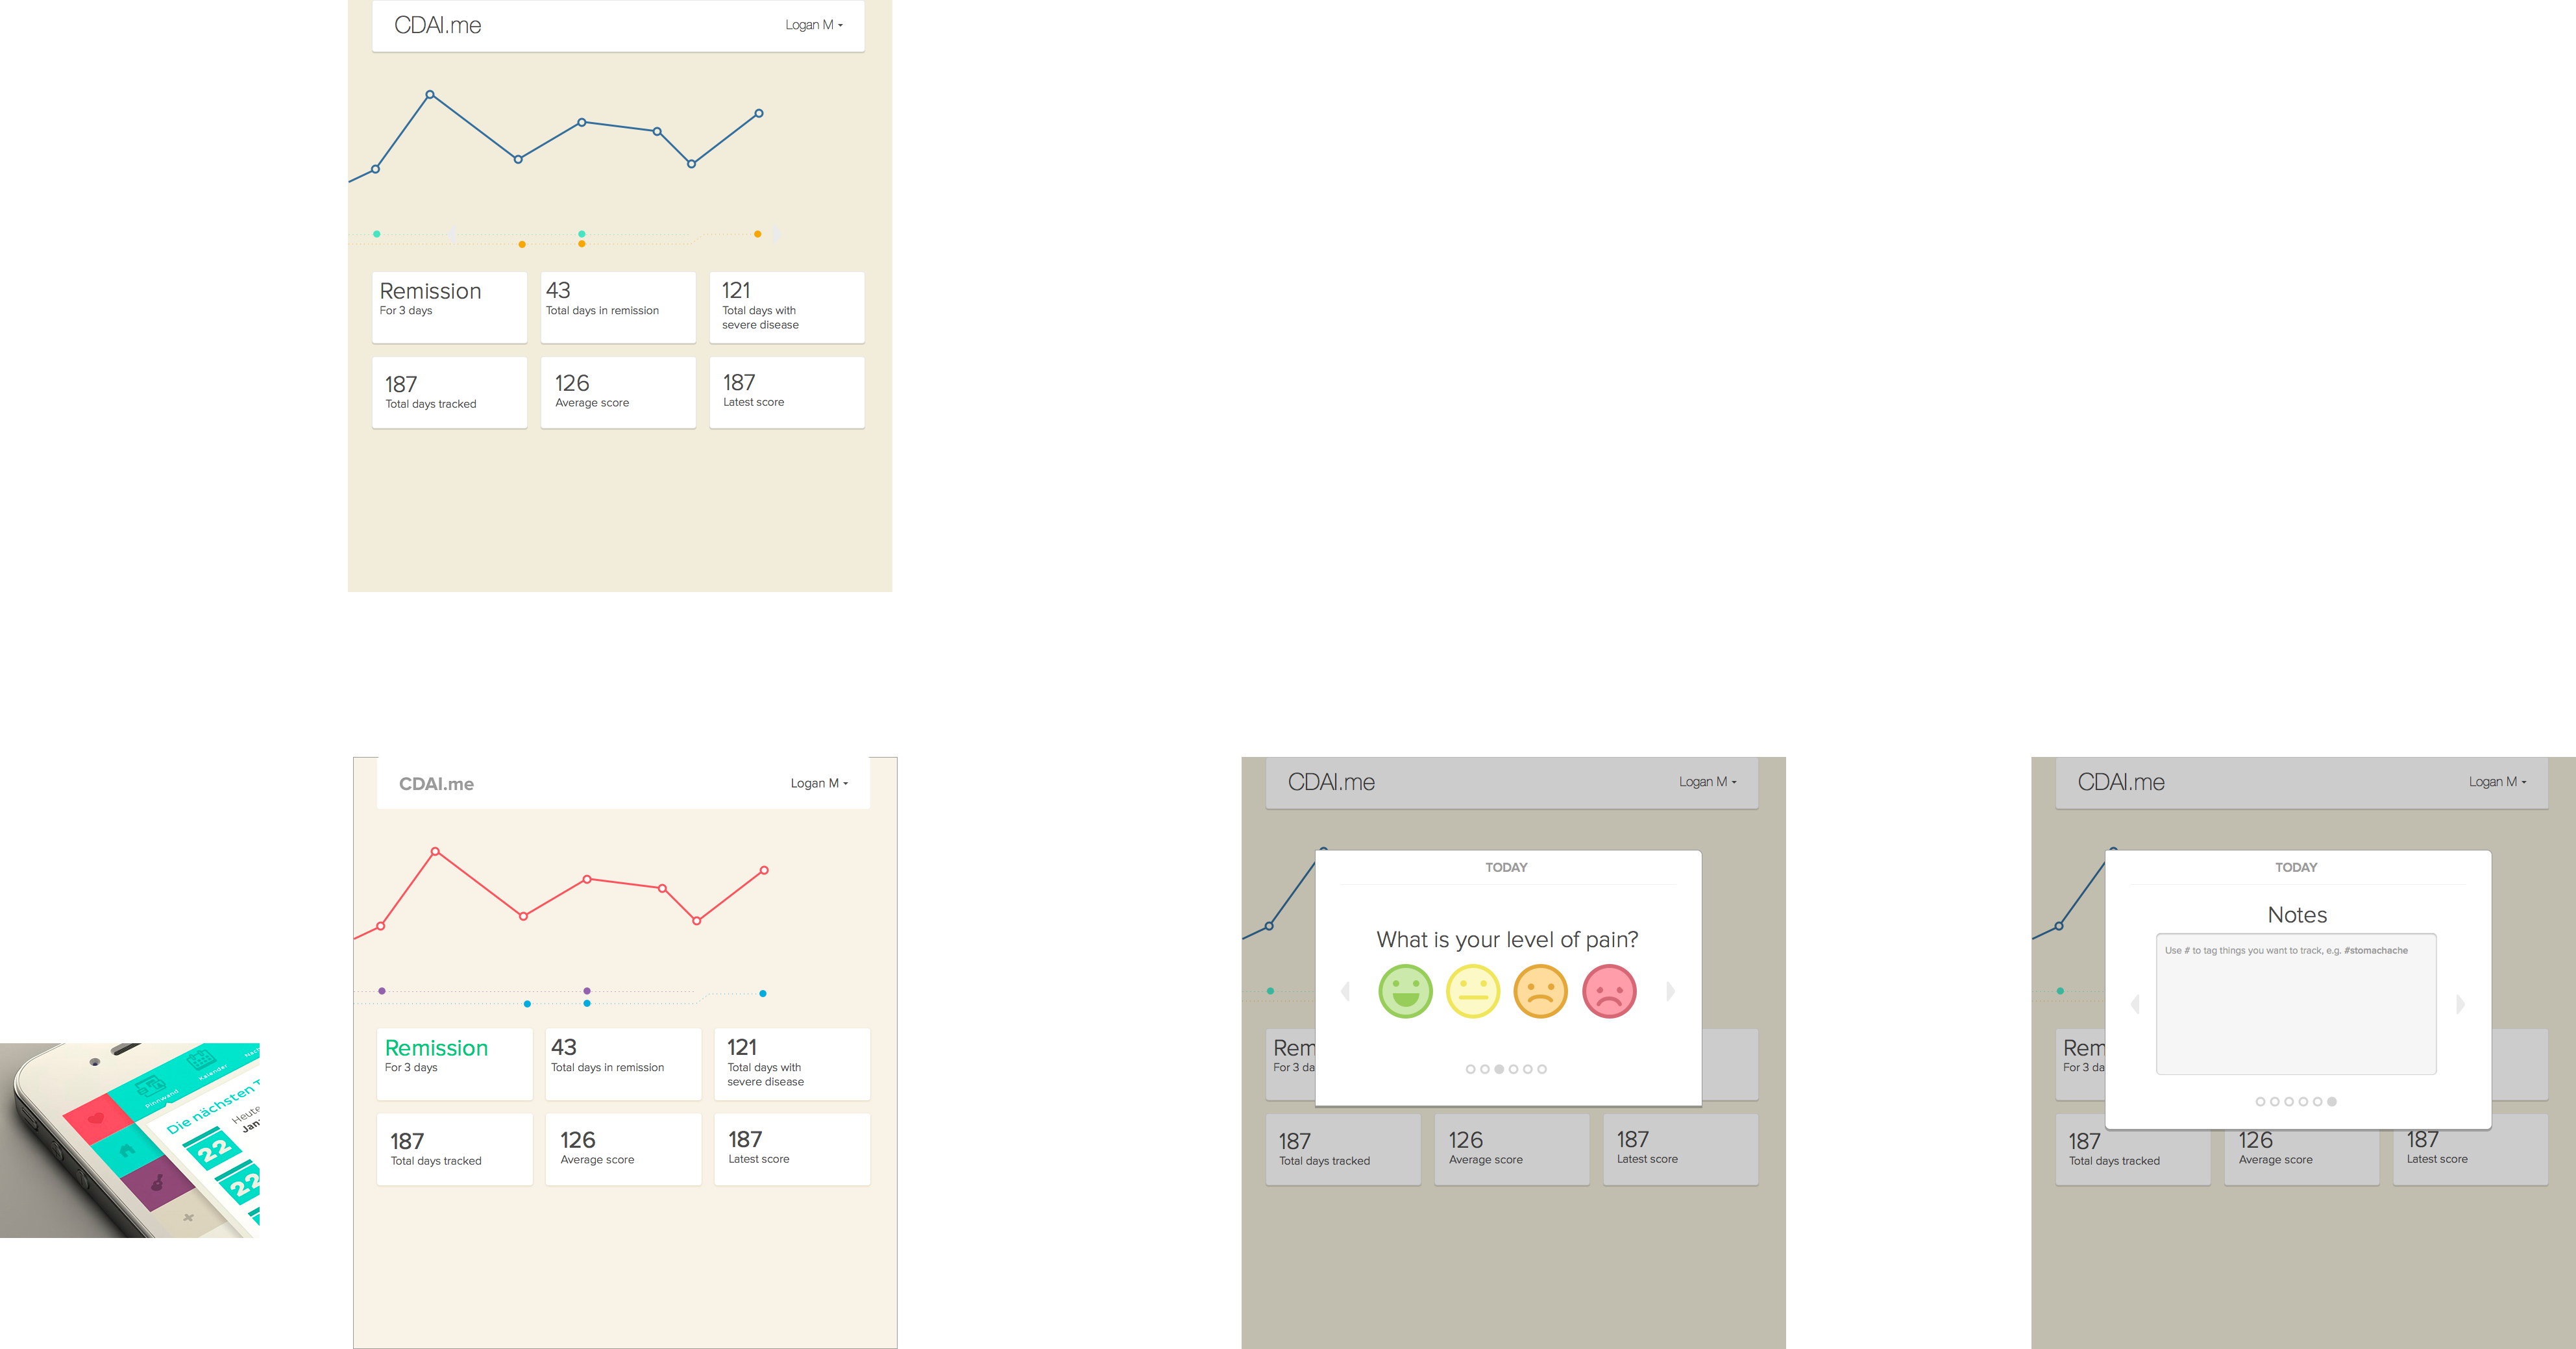 CDAI.me
Logan M
Remission
For 3 days
43
Total days in remission
121
Total days with
severe disease
187
Total days tracked
126
Average score
187
Latest score
Pinnwand
Kalender
Die nächsten T
Heute
Jan
22
22
CDAI.me
Logan M
Remission
For 3 days
43
Total days in remission
121
Total days with
severe disease
187
Total days tracked
126
Average score
187
Latest score
CDAI.me
Logan M
TODAY
What is your level of pain?
Rem
For 3 da
187
Total days tracked
126
Average score
187
Latest score
CDAI.me
Logan M
TODAY
Notes
Use # to tag things you want to track, e.g. #stomachache
Rem
For 3 da
187
Total days tracked
126
Average score
187
Latest score